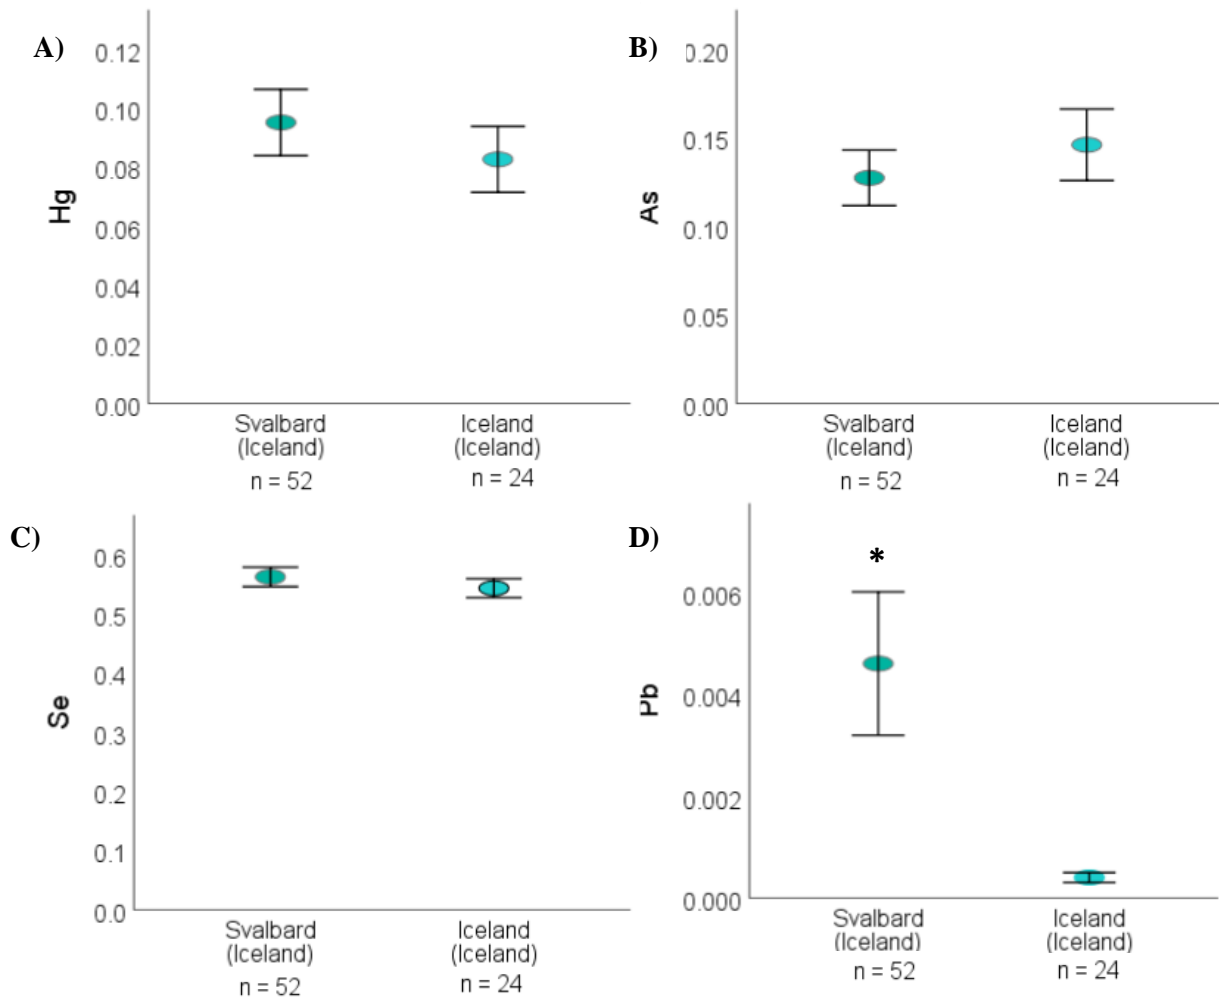 A)
Hg
0.12
0.10
0.08
0.06
0.04
0.02
0.00
Svalbard
(Iceland)
n = 52
Iceland
(Iceland)
n = 24
B)
As
0.20
0.15
0.10
0.05
0.00
Svalbard
(Iceland)
n = 52
Iceland
(Iceland)
n = 24
C)
Se
0.6
0.5
0.4
0.3
0.2
0.1
0.0
Svalbard
(Iceland)
n = 52
Iceland
(Iceland)
n = 24
D)
Pb
*
0.006
0.004
0.002
0.000
Svalbard
(Iceland)
n = 52
Iceland
(Iceland)
n = 24